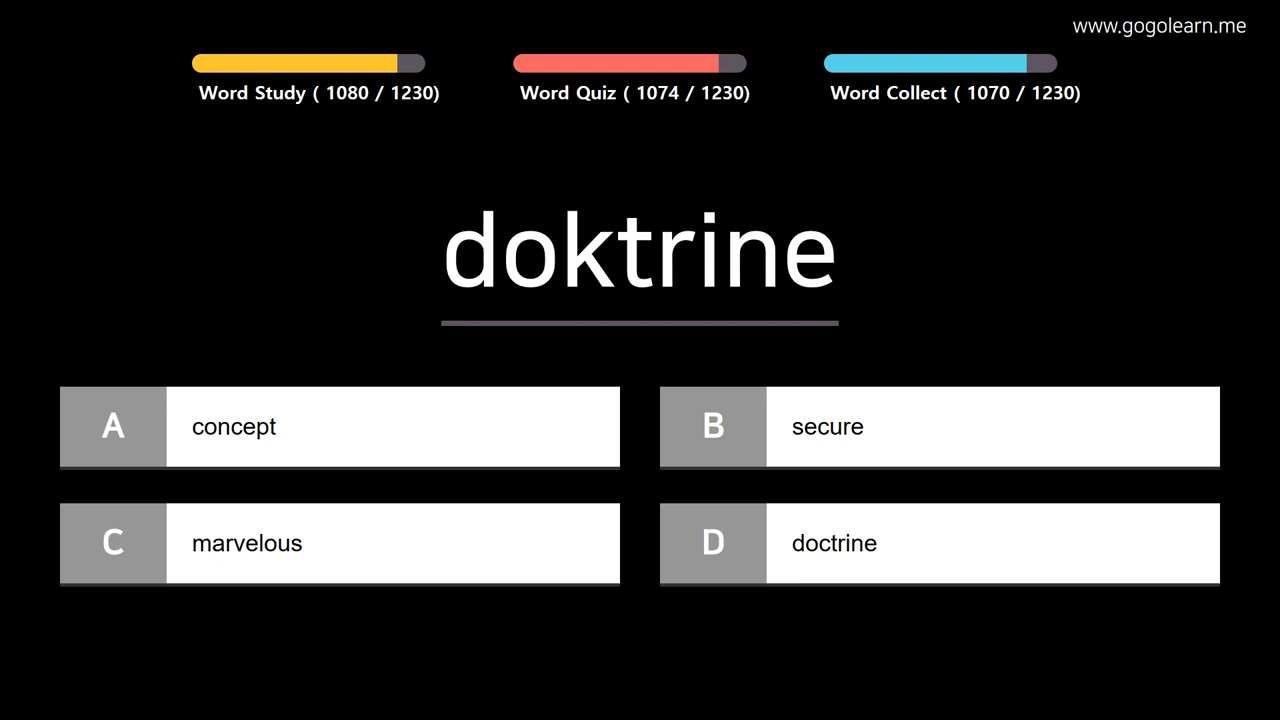 www.gogolearn.me
Word Study ( 1080 / 1230)
Word Quiz ( 1074 / 1230)
Word Collect ( 1070 / 1230)
doktrine
A concept
B secure
C marvelous
D doctrine